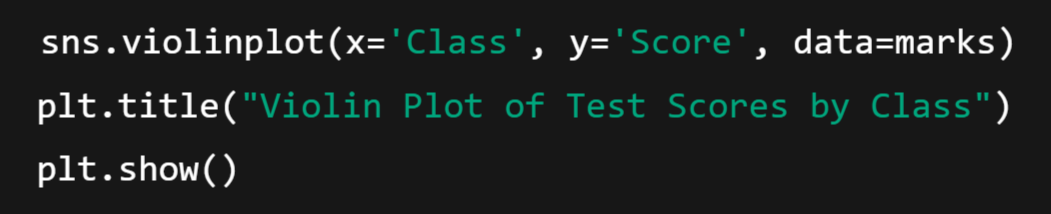 sns.violinplot(x='Class', y='Score', data=marks)
plt.title("Violin Plot of Test Scores by Class")
plt.show()